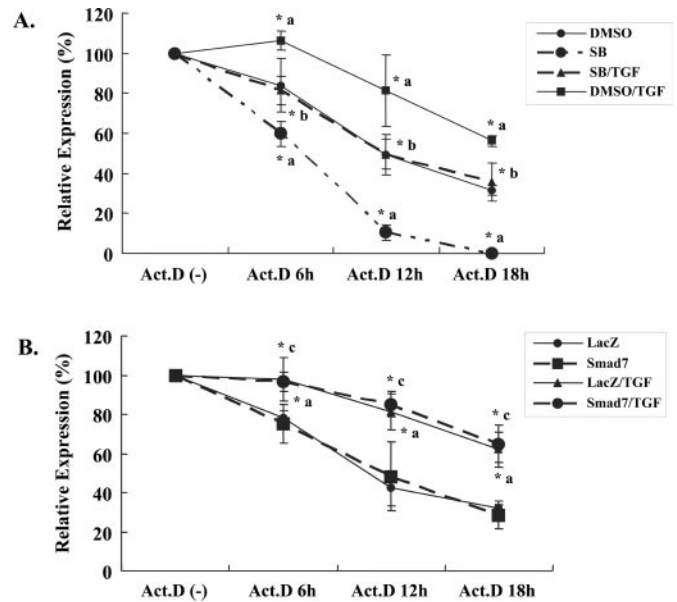 A.
Relative Expression (%)
120
100
80
60
40
20
0
* a
* b
* a
* a
* b
* a
* a
* b
* a
Act.D (-) Act.D 6h Act.D 12h Act.D 18h
DMSO
SB
SB/TGF
DMSO/TGF
B.
Relative Expression (%)
120
100
80
60
40
20
0
* c
* a
* c
* a
* c
* a
Act.D (-) Act.D 6h Act.D 12h Act.D 18h
LacZ
Smad7
LacZ/TGF
Smad7/TGF